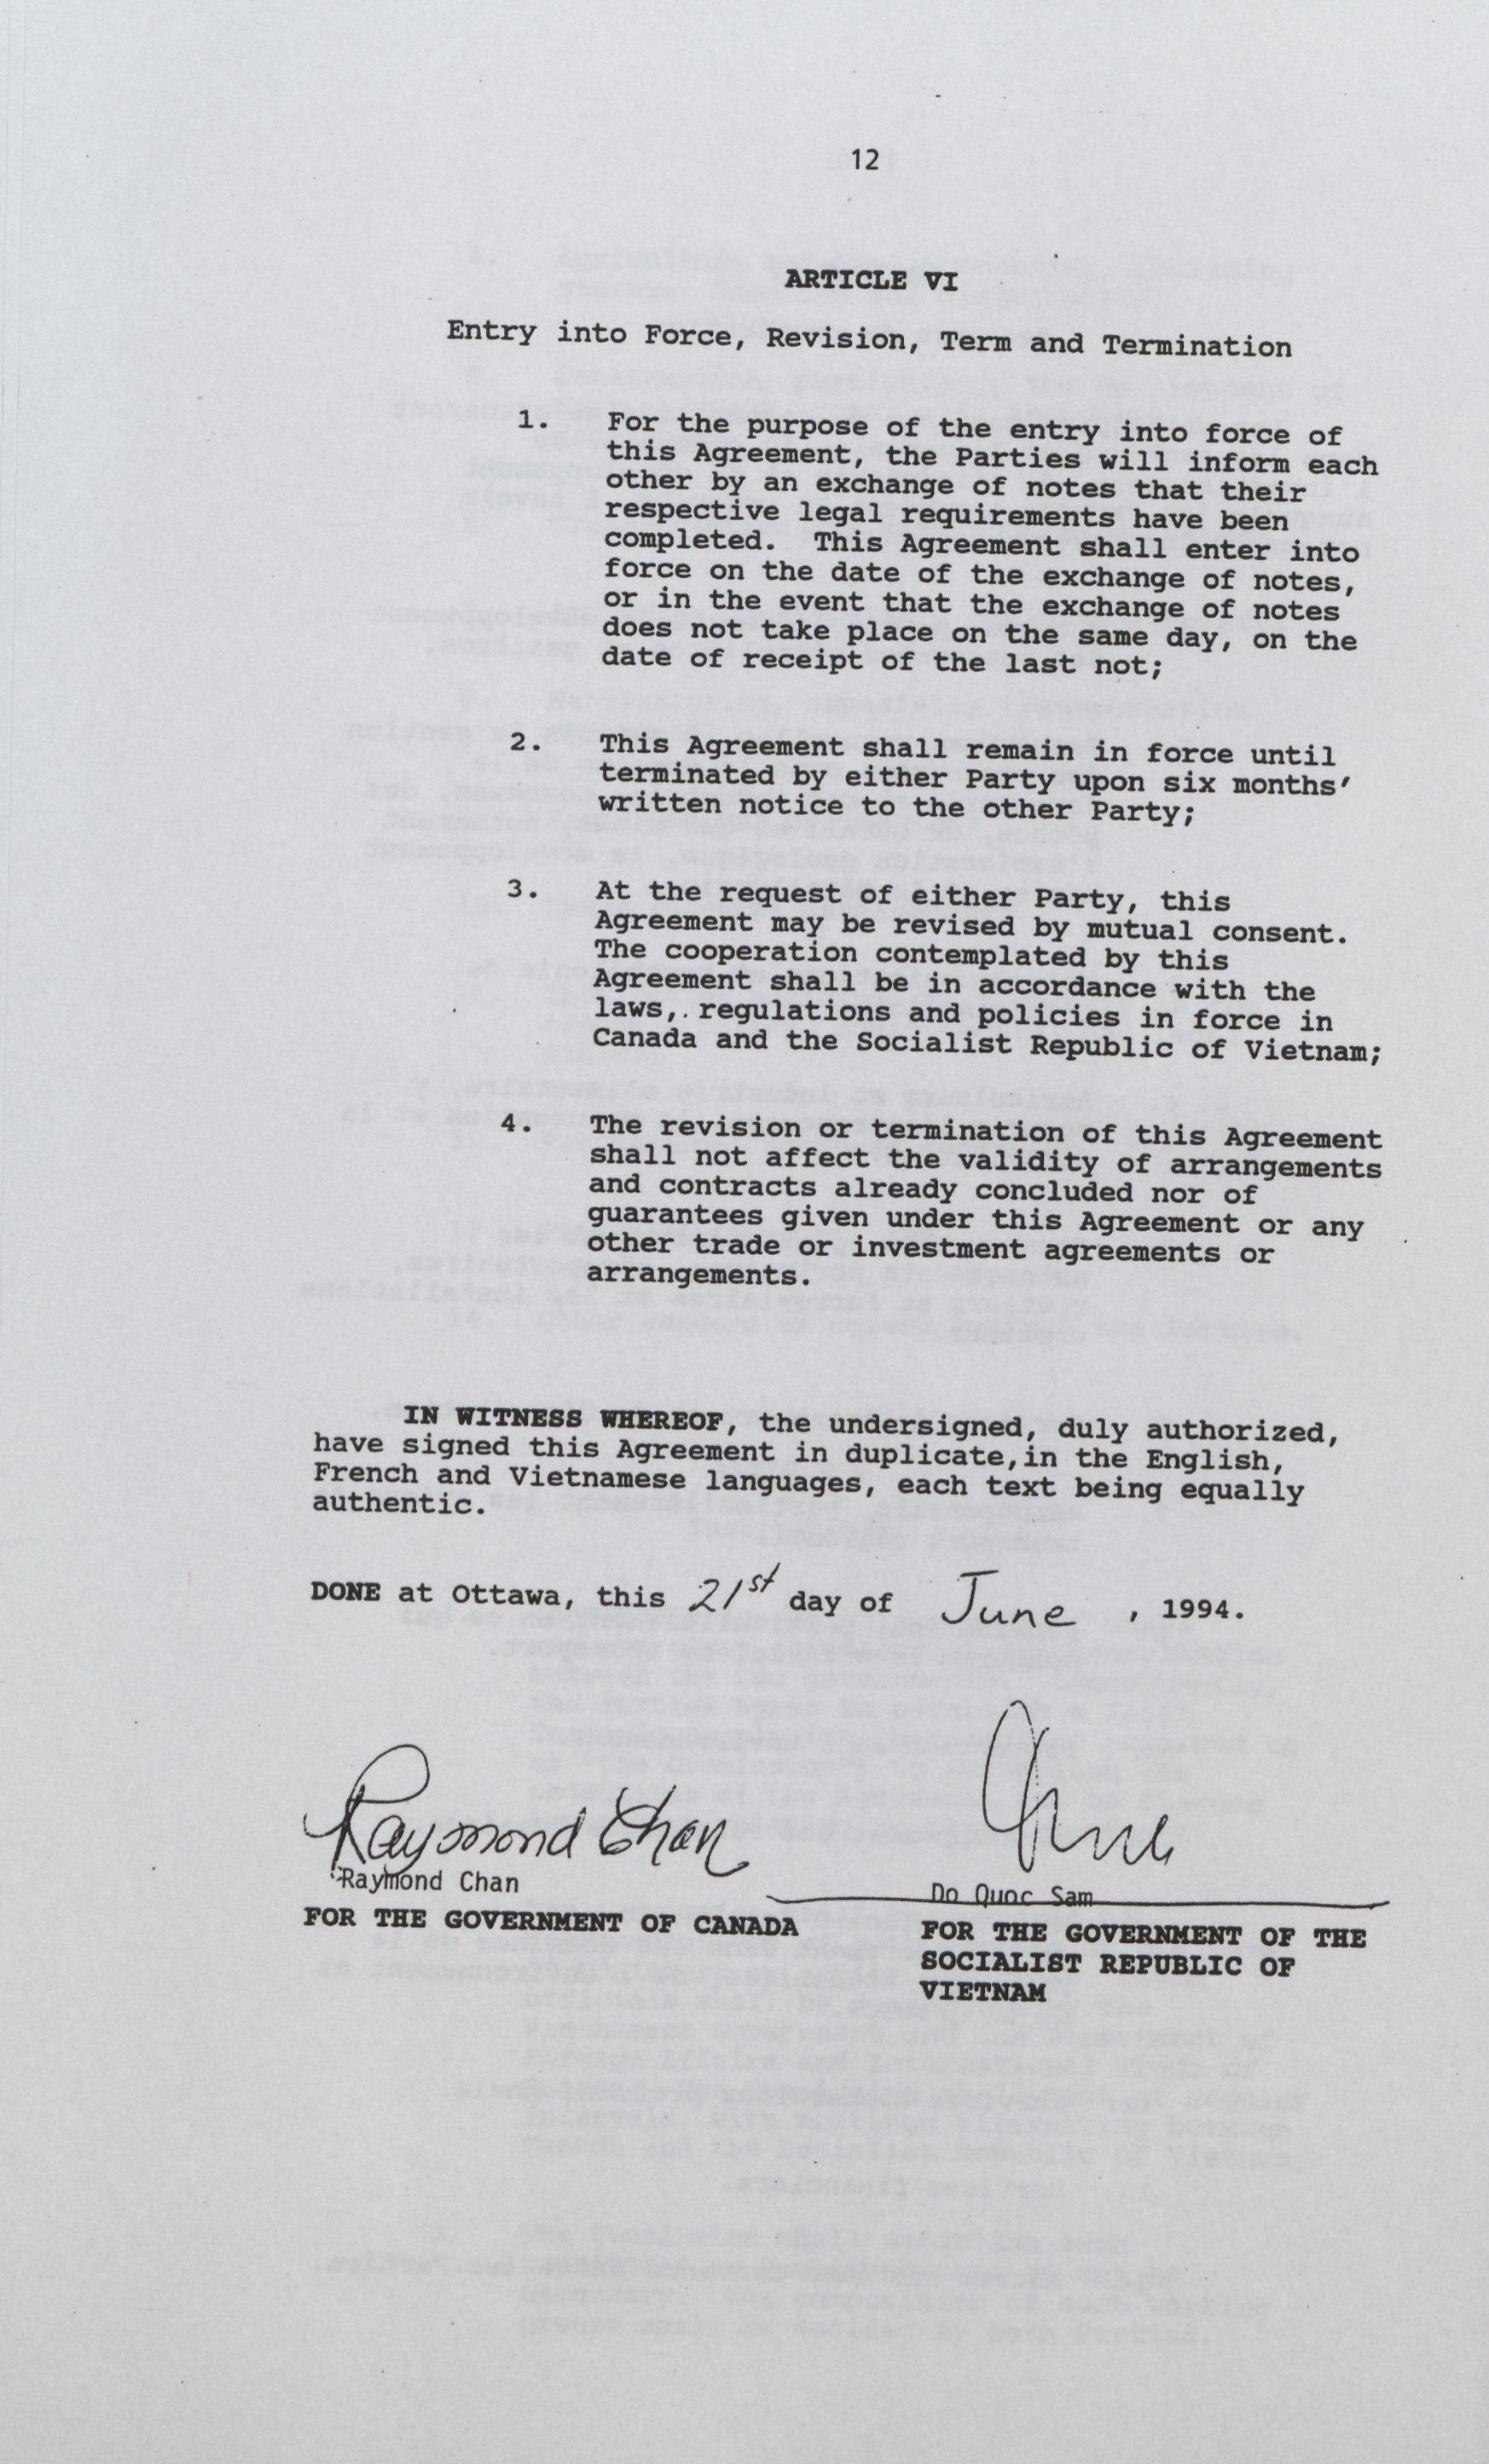 12
ARTICLE VI
Entry into Force, Revision, Term and Termination
1. For the purpose of the entry into force of
this Agreement, the Parties will inform each
other by an exchange of notes that their
respective legal requirements have been
completed. This Agreement shall enter into
force on the date of the exchange of notes,
or in the event that the exchange of notes
does not take place on the same day, on the
date of receipt of the last not;
2. This Agreement shall remain in force until
terminated by either Party upon six months'
written notice to the other Party;
3. At the request of either Party, this
Agreement may be revised by mutual consent.
The cooperation contemplated by this
Agreement shall be in accordance with the
laws, regulations and policies in force in
Canada and the Socialist Republic of Vietnam;
4. The revision or termination of this Agreement
shall not affect the validity of arrangements
and contracts already concluded nor of
guarantees given under this Agreement or any
other trade or investment agreements or
arrangements.
IN WITNESS WHEREOF, the undersigned, duly authorized,
have signed this Agreement in duplicate,in the English,
French and Vietnamese languages, each text being equally
authentic.
DONE at Ottawa, this 21st day of June , 1994.
Raymond Chan
Raymond Chan
Do Quoc Sam
FOR THE GOVERNMENT OF CANADA
FOR THE GOVERNMENT OF THE
SOCIALIST REPUBLIC OF
VIETNAM